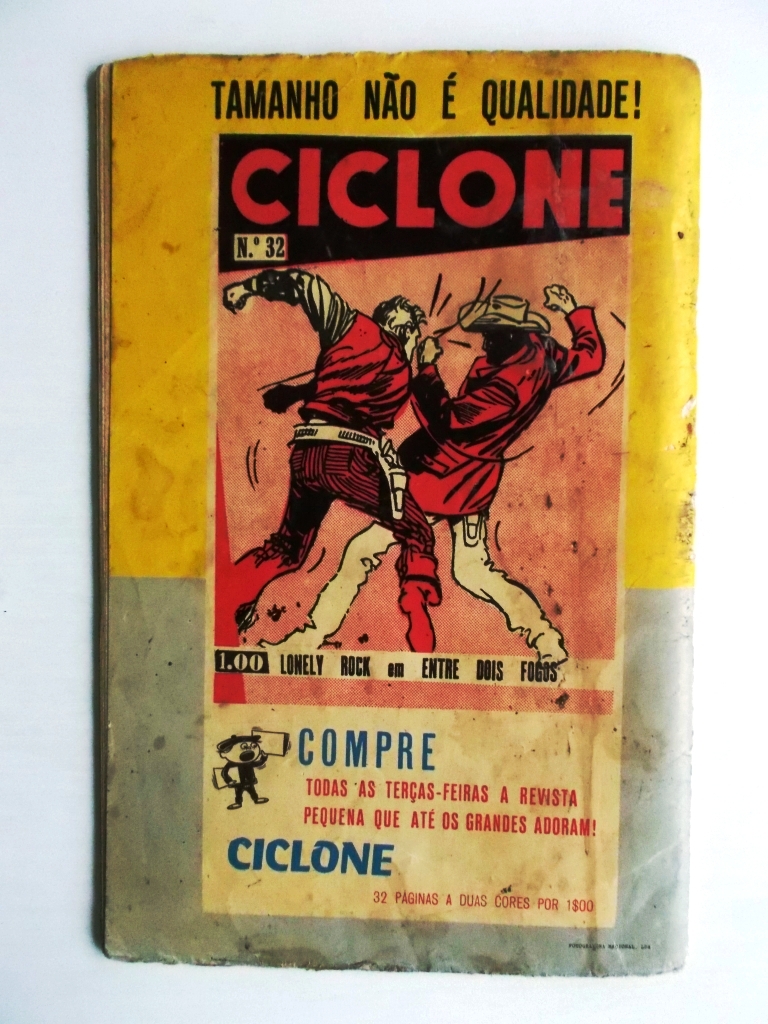 TAMANHO NÃO É QUALIDADE!
CICLONE
N.º 32
1.00 LONELY ROCK em ENTRE DOIS FOGOS
COMPRE
TODAS AS TERÇAS-FEIRAS A REVISTA
PEQUENA QUE ATÉ OS GRANDES ADORAM!
CICLONE
32 PÁGINAS A DUAS CORES POR 1$00